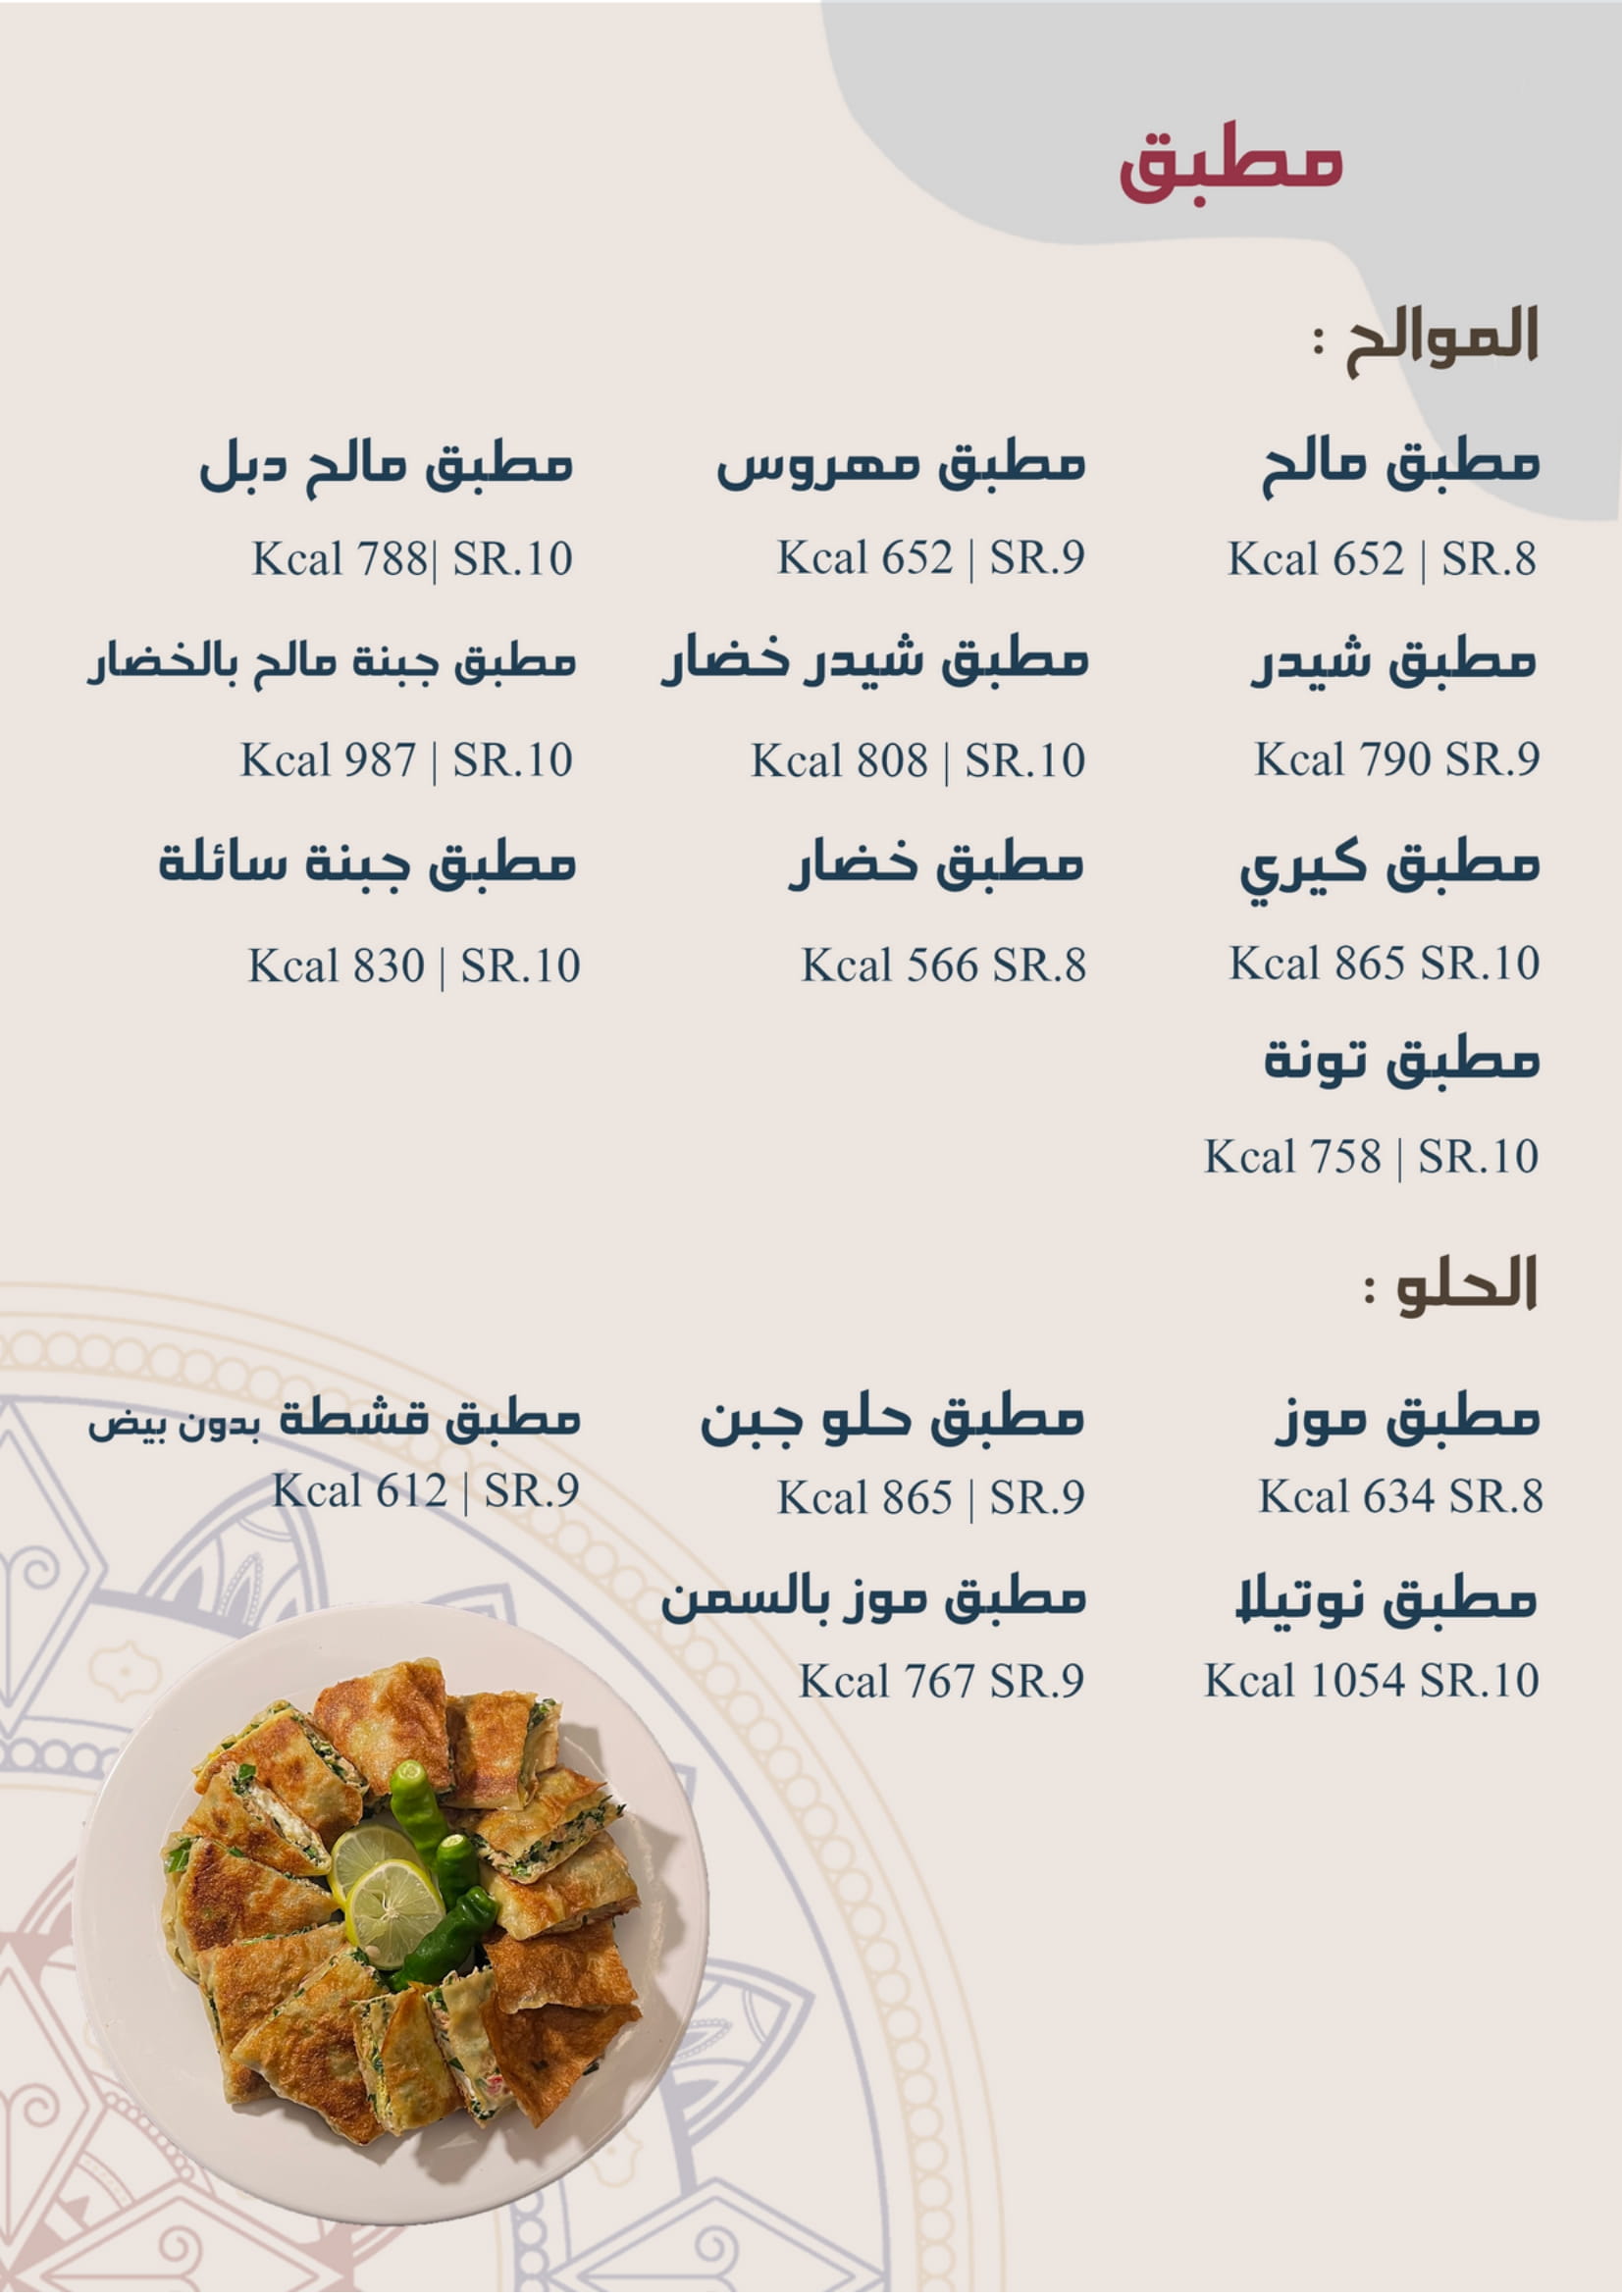 مطبق
الموالح :
مطبق مالح
Kcal 652 | SR.8
مطبق مهروس
Kcal 652 | SR.9
مطبق مالح دبل
Kcal 788| SR.10
مطبق شيدر
Kcal 790 SR.9
مطبق شيدر خضار
Kcal 808 | SR.10
مطبق جبنة مالح بالخضار
Kcal 987 | SR.10
مطبق كيري
Kcal 865 SR.10
مطبق خضار
Kcal 566 SR.8
مطبق جبنة سائلة
Kcal 830 | SR.10
مطبق تونة
Kcal 758 | SR.10
الحلو :
مطبق موز
Kcal 634 SR.8
مطبق حلو جبن
Kcal 865 | SR.9
مطبق قشطة بدون بيض
Kcal 612 | SR.9
مطبق نوتيلا
Kcal 1054 SR.10
مطبق موز بالسمن
Kcal 767 SR.9